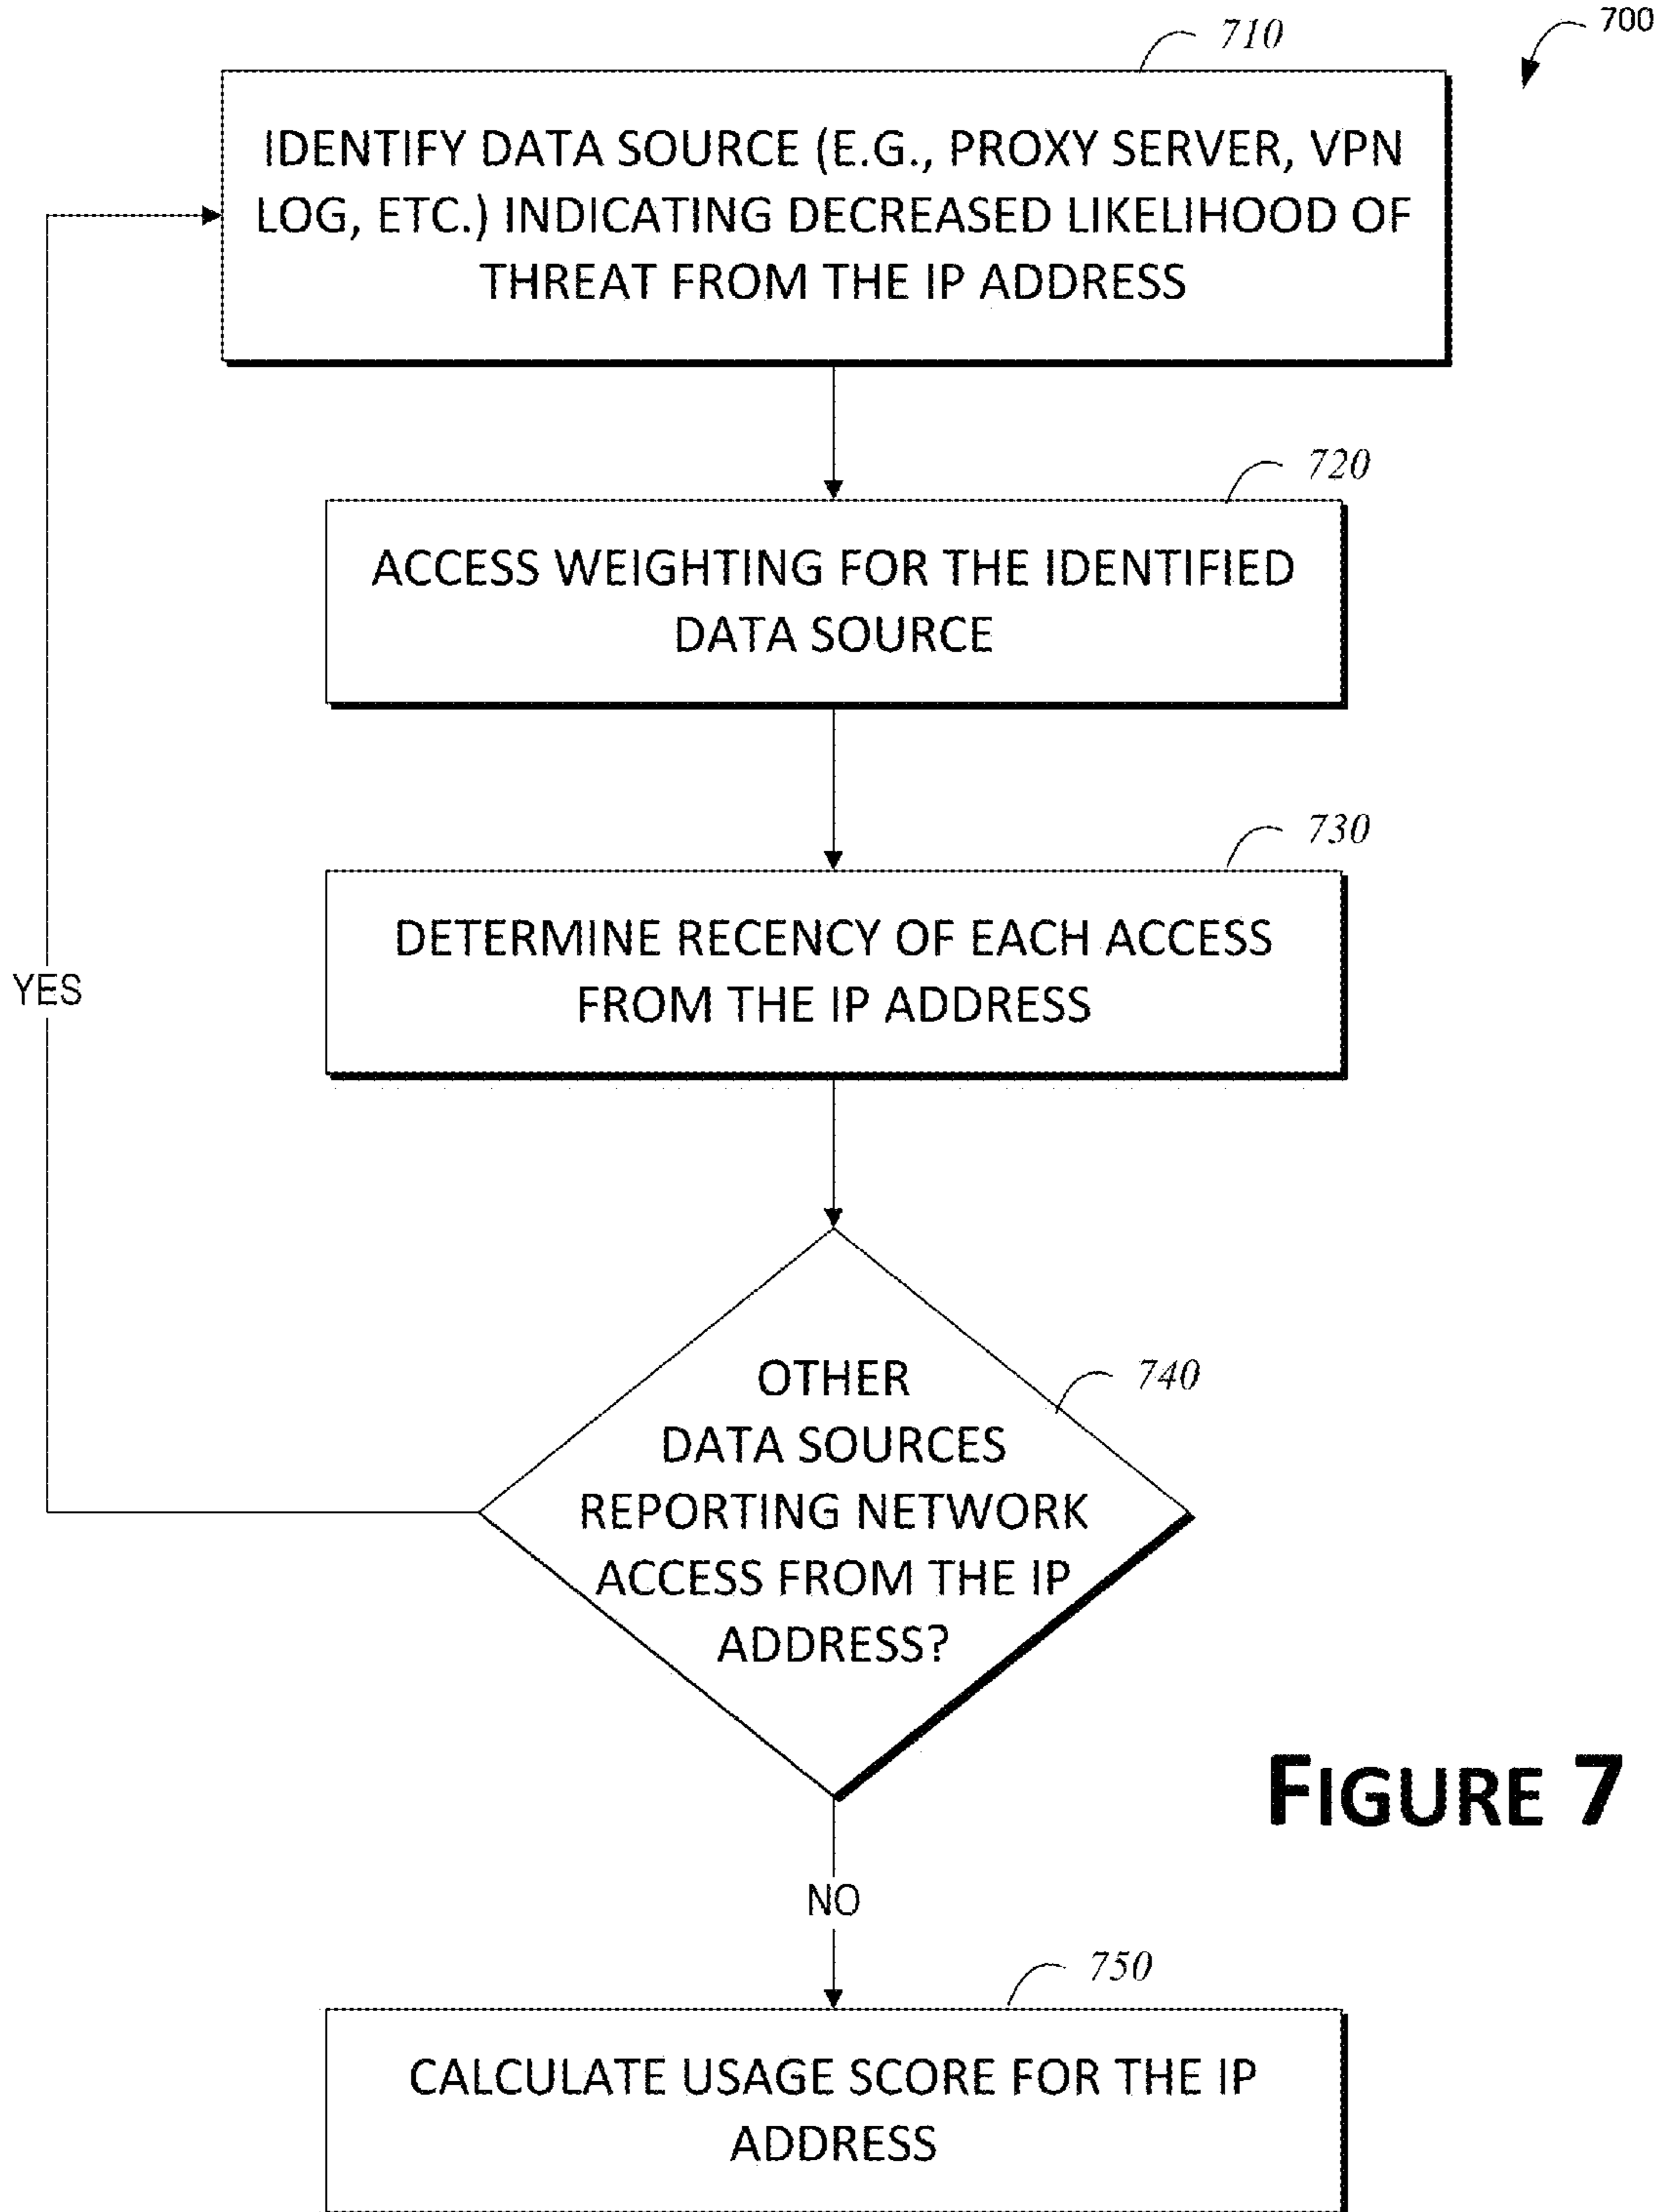 700
710
IDENTIFY DATA SOURCE (E.G., PROXY SERVER, VPN
LOG, ETC.) INDICATING DECREASED LIKELIHOOD OF
THREAT FROM THE IP ADDRESS
720
ACCESS WEIGHTING FOR THE IDENTIFIED
DATA SOURCE
730
DETERMINE RECENCY OF EACH ACCESS
FROM THE IP ADDRESS
YES
740
OTHER
DATA SOURCES
REPORTING NETWORK
ACCESS FROM THE IP
ADDRESS?
FIGURE 7
NO
750
CALCULATE USAGE SCORE FOR THE IP
ADDRESS